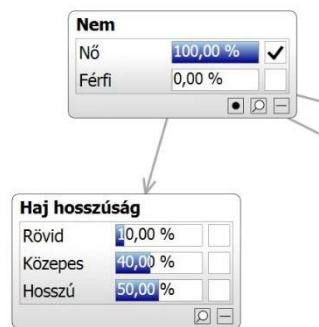 Nem
Nő 100,00 %
Férfi 0,00 %
Haj hosszúság
Rövid 10,00 %
Közepes 40,00 %
Hosszú 50,00 %